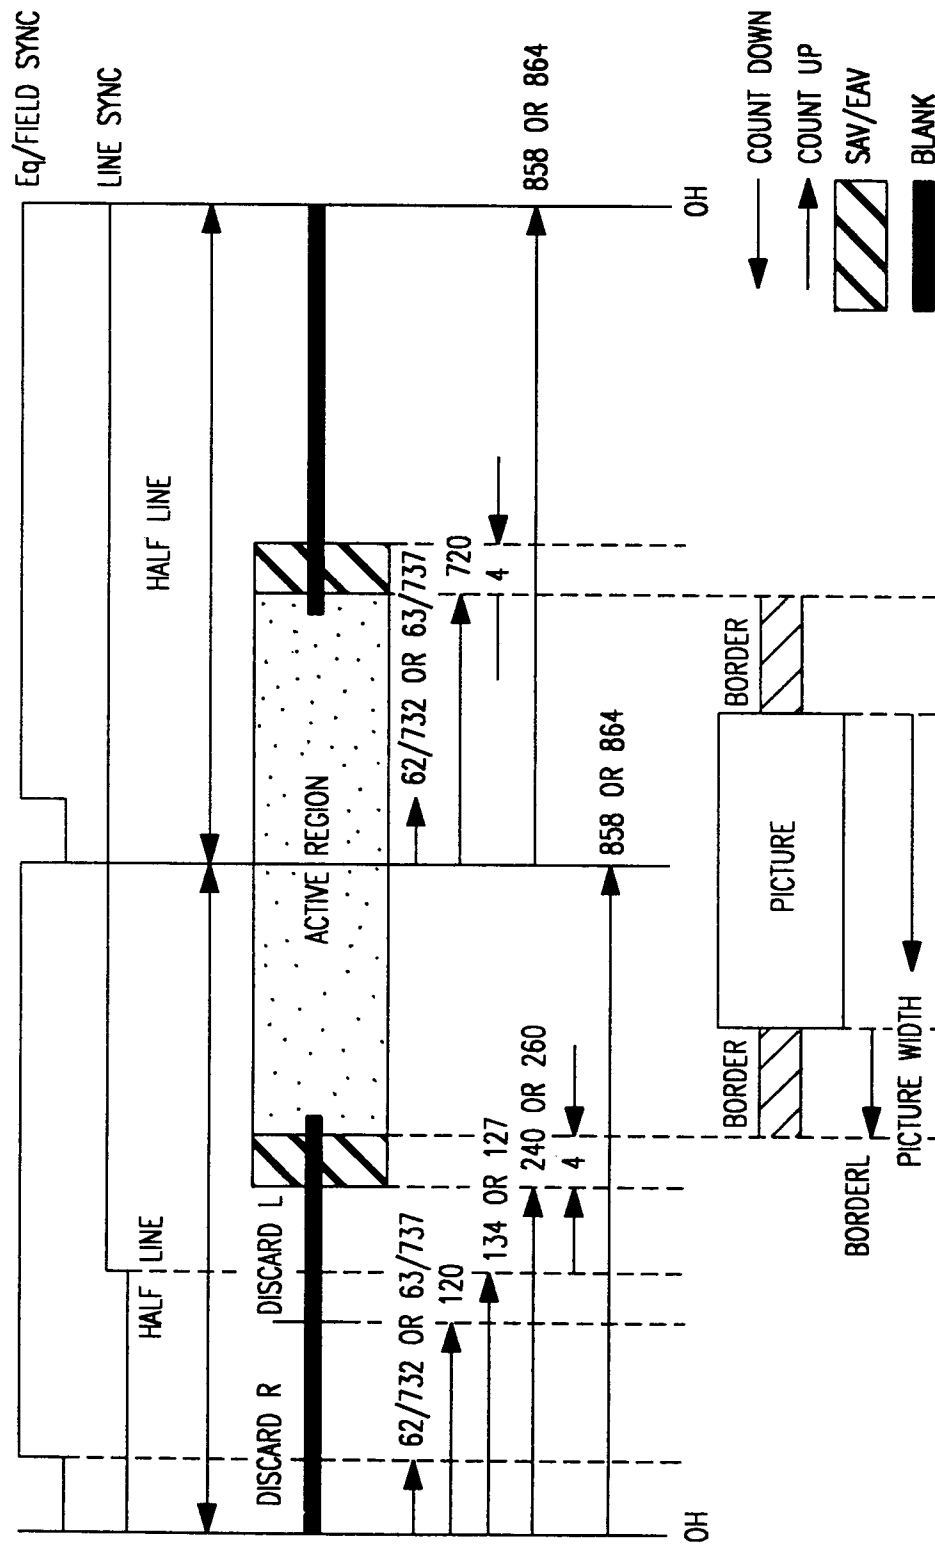 Eq/FIELD SYNC
LINE SYNC
HALF LINE
HALF LINE
DISCARD R
DISCARD L
ACTIVE REGION
62/732 OR 63/737
120
134 OR 127
240 OR 260
4
858 OR 864
62/732 OR 63/737
720
4
858 OR 864
OH
OH
BORDER
PICTURE
BORDER
BORDERL
PICTURE WIDTH
COUNT DOWN
COUNT UP
SAV/EAV
BLANK